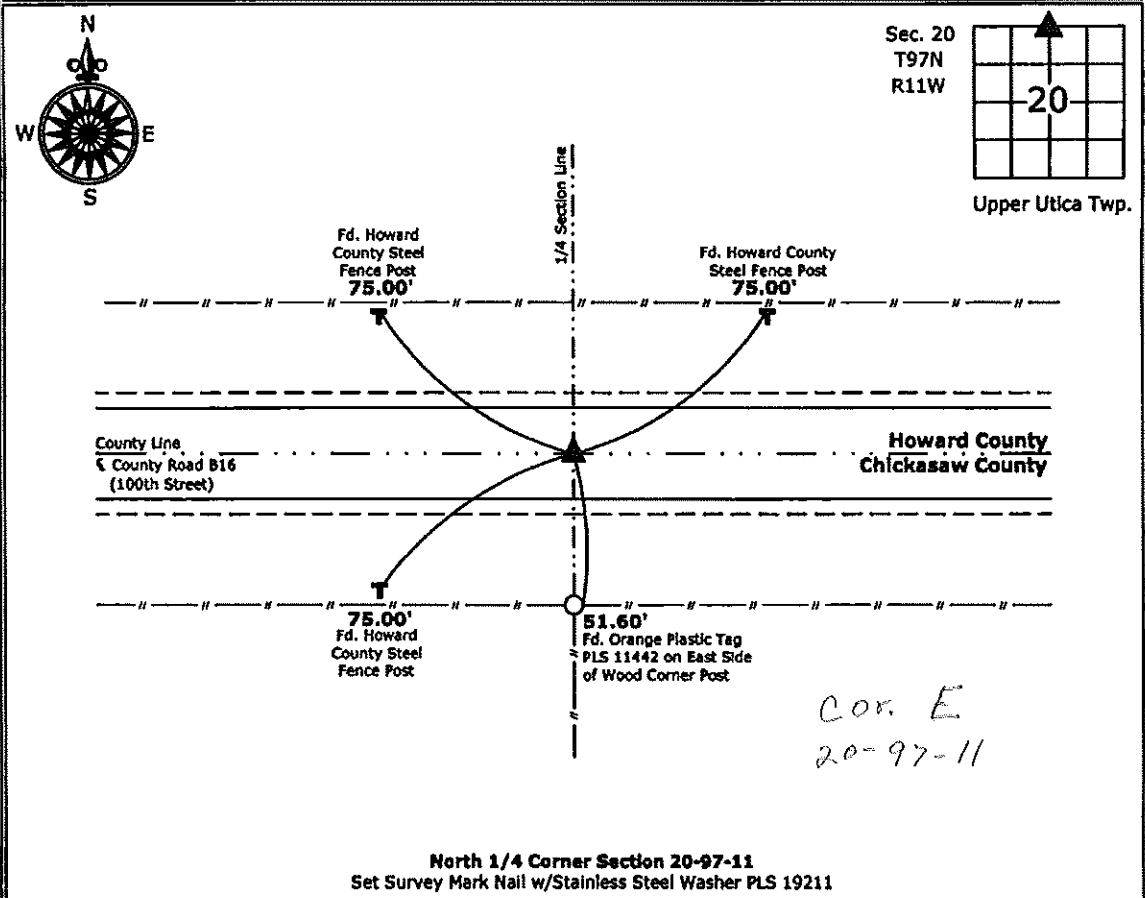 N
W
E
S
Sec. 20
T97N
R11W
20
Upper Utica Twp.
1/4 Section Line
Fd. Howard
County Steel
Fence Post
75.00'
Fd. Howard County
Steel Fence Post
75.00'
County Line
℄ County Road B16
(100th Street)
Howard County
Chickasaw County
75.00'
Fd. Howard
County Steel
Fence Post
51.60'
Fd. Orange Plastic Tag
PLS 11442 on East Side
of Wood Corner Post
Cor. E
20-97-11
North 1/4 Corner Section 20-97-11
Set Survey Mark Nail w/Stainless Steel Washer PLS 19211